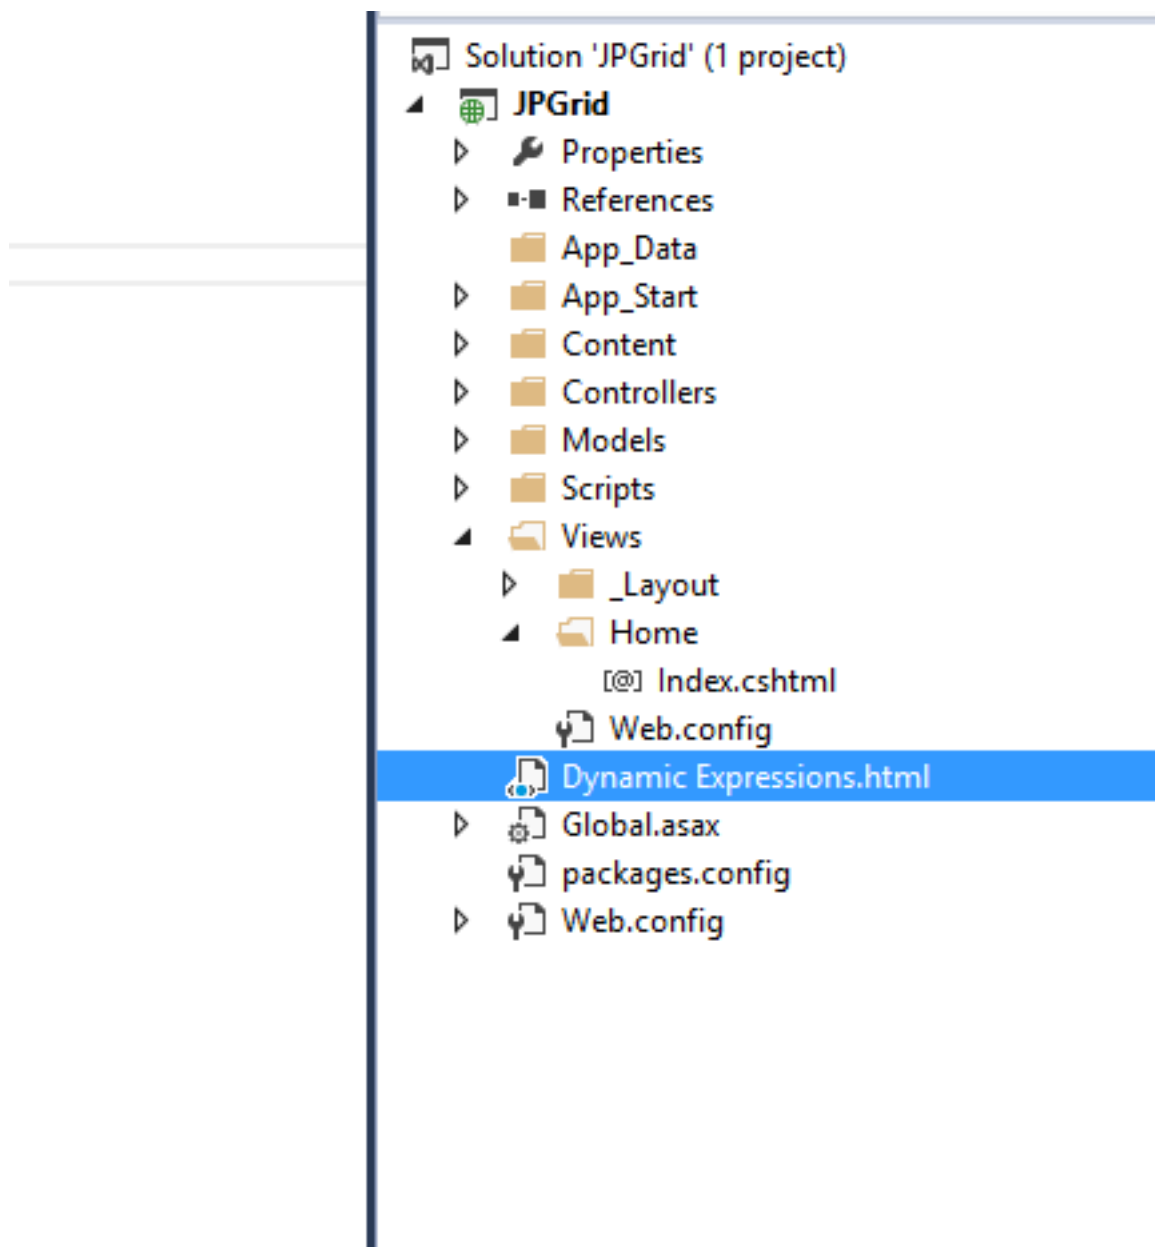 Solution 'JPGrid' (1 project)
JPGrid
Properties
References
App_Data
App_Start
Content
Controllers
Models
Scripts
Views
_Layout
Home
[@] Index.cshtml
Web.config
Dynamic Expressions.html
Global.asax
packages.config
Web.config